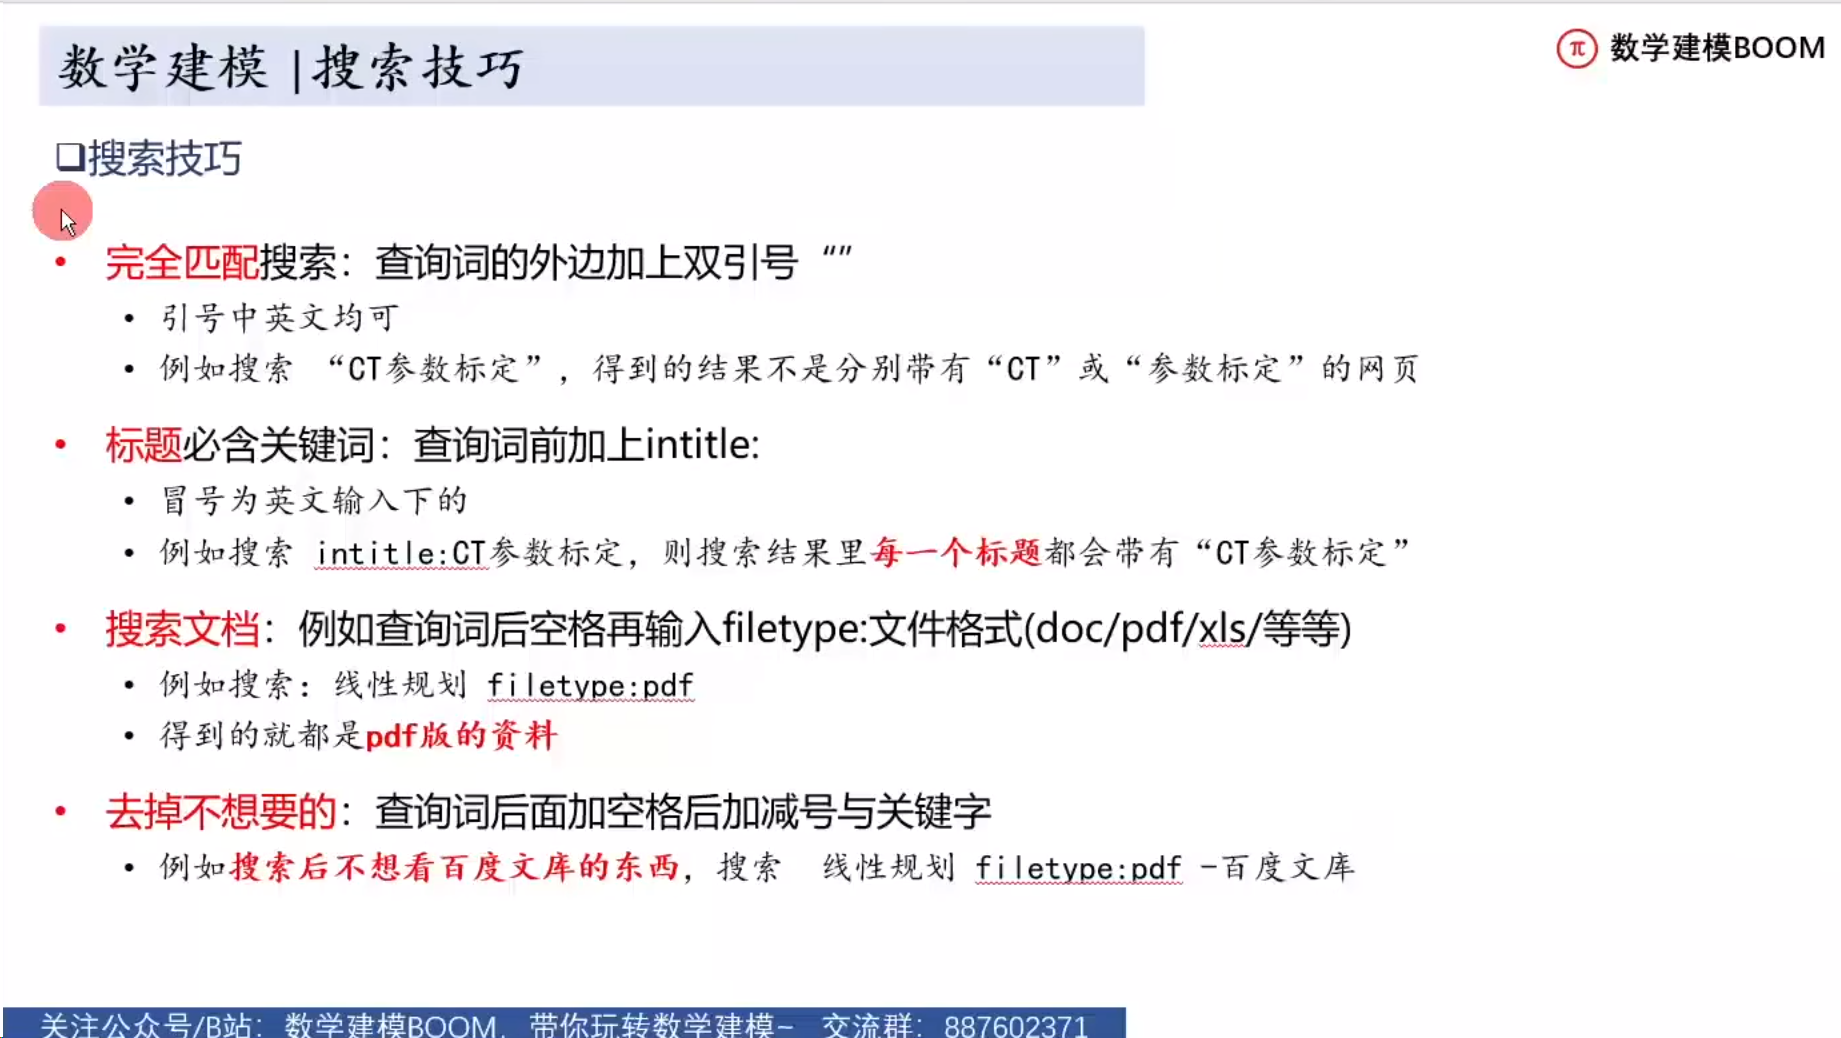 数学建模 |搜索技巧
π 数学建模BOOM
❑搜索技巧
• 完全匹配搜索：查询词的外边加上双引号 “”
• 引号中英文均可
• 例如搜索 “CT参数标定”，得到的结果不是分别带有“CT”或“参数标定”的网页
• 标题必含关键词：查询词前加上intitle:
• 冒号为英文输入下的
• 例如搜索 intitle:CT参数标定，则搜索结果里每一个标题都会带有“CT参数标定”
• 搜索文档：例如查询词后空格再输入filetype:文件格式(doc/pdf/xls/等等)
• 例如搜索：线性规划 filetype:pdf
• 得到的就都是pdf版的资料
• 去掉不想要的：查询词后面加空格后加减号与关键字
• 例如搜索后不想看百度文库的东西，搜索 线性规划 filetype:pdf -百度文库
关注公众号/B站：数学建模BOOM，带你玩转数学建模~ 交流群：887602371